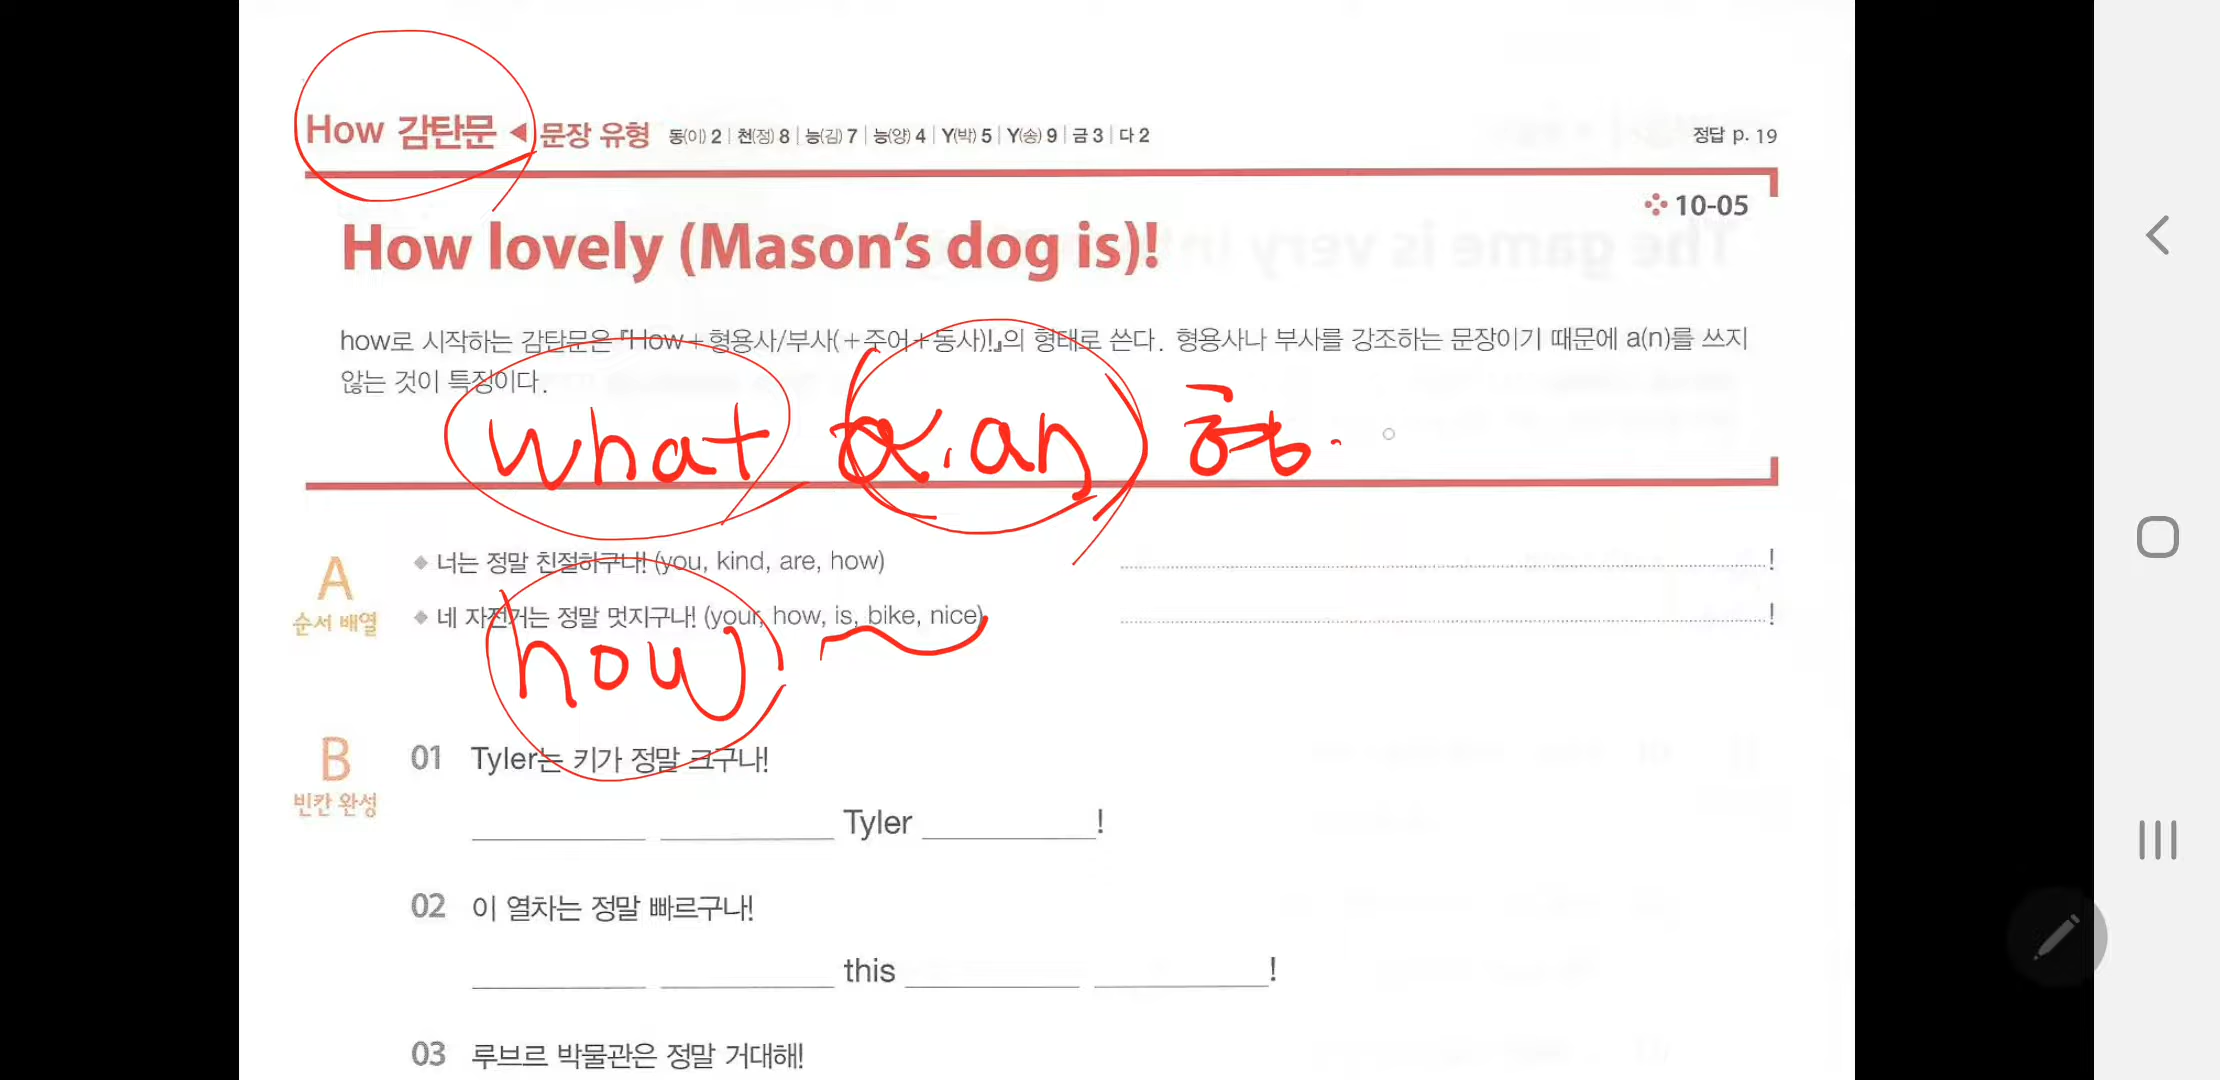 How 감탄문 ◀ 문장 유형 동(이) 2 | 천(정) 8 | 능(김) 7 | 능(양) 4 | Y(박) 5 | Y(송) 9 | 금 3 | 다 2 정답 p. 19
10-05
How lovely (Mason's dog is)!
how로 시작하는 감탄문은 『How+형용사/부사(+주어+동사)!』의 형태로 쓴다. 형용사나 부사를 강조하는 문장이기 때문에 a(n)를 쓰지
않는 것이 특징이다.
what (a, an) 형.
A 순서 배열
◆ 너는 정말 친절하구나! (you, kind, are, how) !
◆ 네 자전거는 정말 멋지구나! (your, how, is, bike, nice) !
how ~
B 빈칸 완성
01 Tyler는 키가 정말 크구나!
Tyler !
02 이 열차는 정말 빠르구나!
this !
03 루브르 박물관은 정말 거대해!